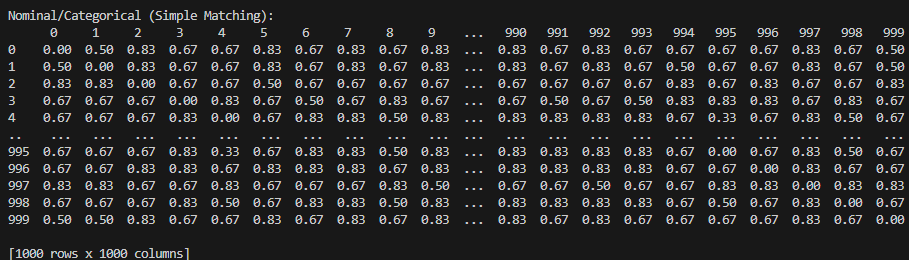 Nominal/Categorical (Simple Matching):
      0     1     2     3     4     5     6     7     8     9    ...   990   991   992   993   994   995   996   997   998   999
0    0.00  0.50  0.83  0.67  0.67  0.83  0.67  0.83  0.67  0.83  ...  0.83  0.67  0.83  0.83  0.67  0.67  0.67  0.83  0.67  0.50
1    0.50  0.00  0.83  0.67  0.67  0.83  0.67  0.83  0.67  0.83  ...  0.83  0.67  0.83  0.67  0.50  0.67  0.67  0.83  0.67  0.50
2    0.83  0.83  0.00  0.67  0.67  0.50  0.67  0.67  0.67  0.67  ...  0.67  0.67  0.67  0.67  0.83  0.67  0.83  0.67  0.67  0.83
3    0.67  0.67  0.67  0.00  0.83  0.67  0.50  0.67  0.83  0.67  ...  0.67  0.50  0.67  0.50  0.83  0.83  0.83  0.67  0.83  0.67
4    0.67  0.67  0.67  0.83  0.00  0.67  0.83  0.83  0.50  0.83  ...  0.83  0.83  0.83  0.83  0.67  0.33  0.67  0.83  0.50  0.67
..    ...   ...   ...   ...   ...   ...   ...   ...   ...   ...  ...   ...   ...   ...   ...   ...   ...   ...   ...   ...   ...
995  0.67  0.67  0.67  0.83  0.33  0.67  0.83  0.83  0.50  0.83  ...  0.83  0.83  0.83  0.83  0.67  0.00  0.67  0.83  0.50  0.67
996  0.67  0.67  0.83  0.83  0.67  0.83  0.67  0.83  0.67  0.83  ...  0.83  0.67  0.83  0.83  0.67  0.67  0.00  0.83  0.67  0.67
997  0.83  0.83  0.67  0.67  0.83  0.67  0.67  0.67  0.83  0.50  ...  0.67  0.67  0.50  0.67  0.67  0.83  0.83  0.00  0.83  0.83
998  0.67  0.67  0.67  0.83  0.50  0.67  0.83  0.67  0.50  0.83  ...  0.83  0.67  0.83  0.83  0.67  0.50  0.67  0.83  0.00  0.67
999  0.50  0.50  0.83  0.67  0.67  0.83  0.67  0.67  0.83  0.67  0.83  ...  0.83  0.67  0.83  0.83  0.67  0.67  0.67  0.83  0.67  0.00

[1000 rows x 1000 columns]